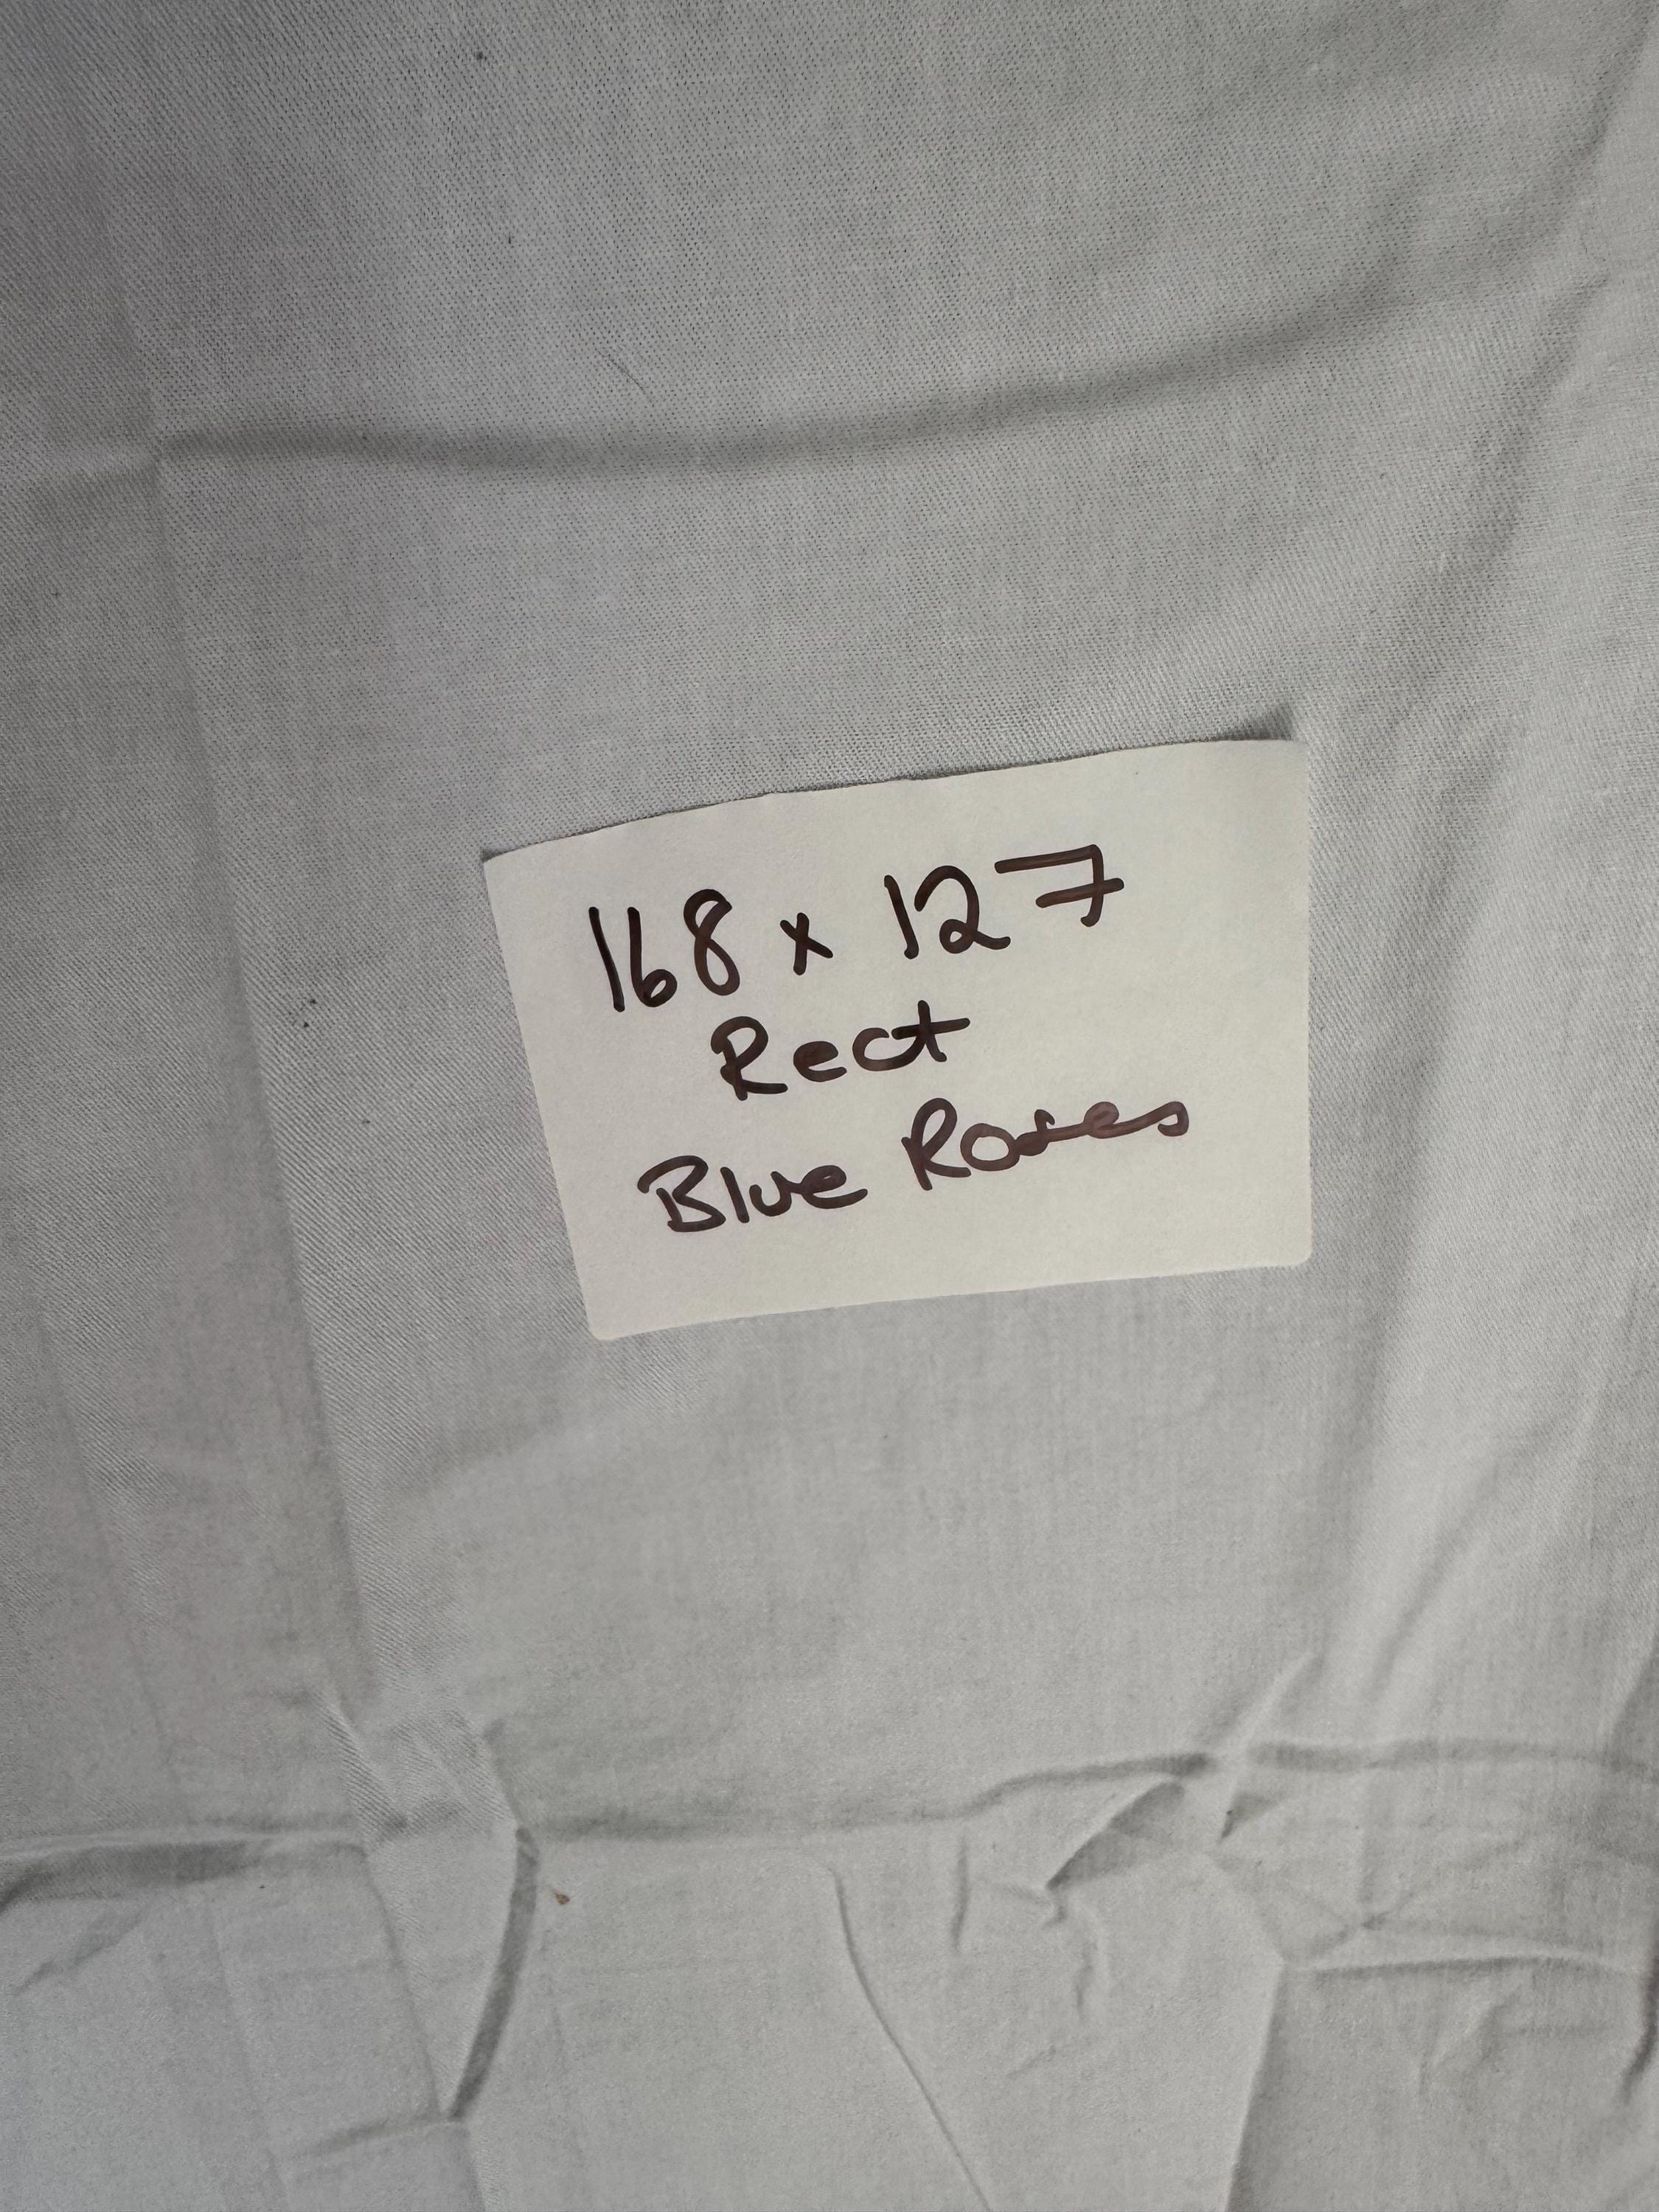 168 x 127
Rect
Blue Roses